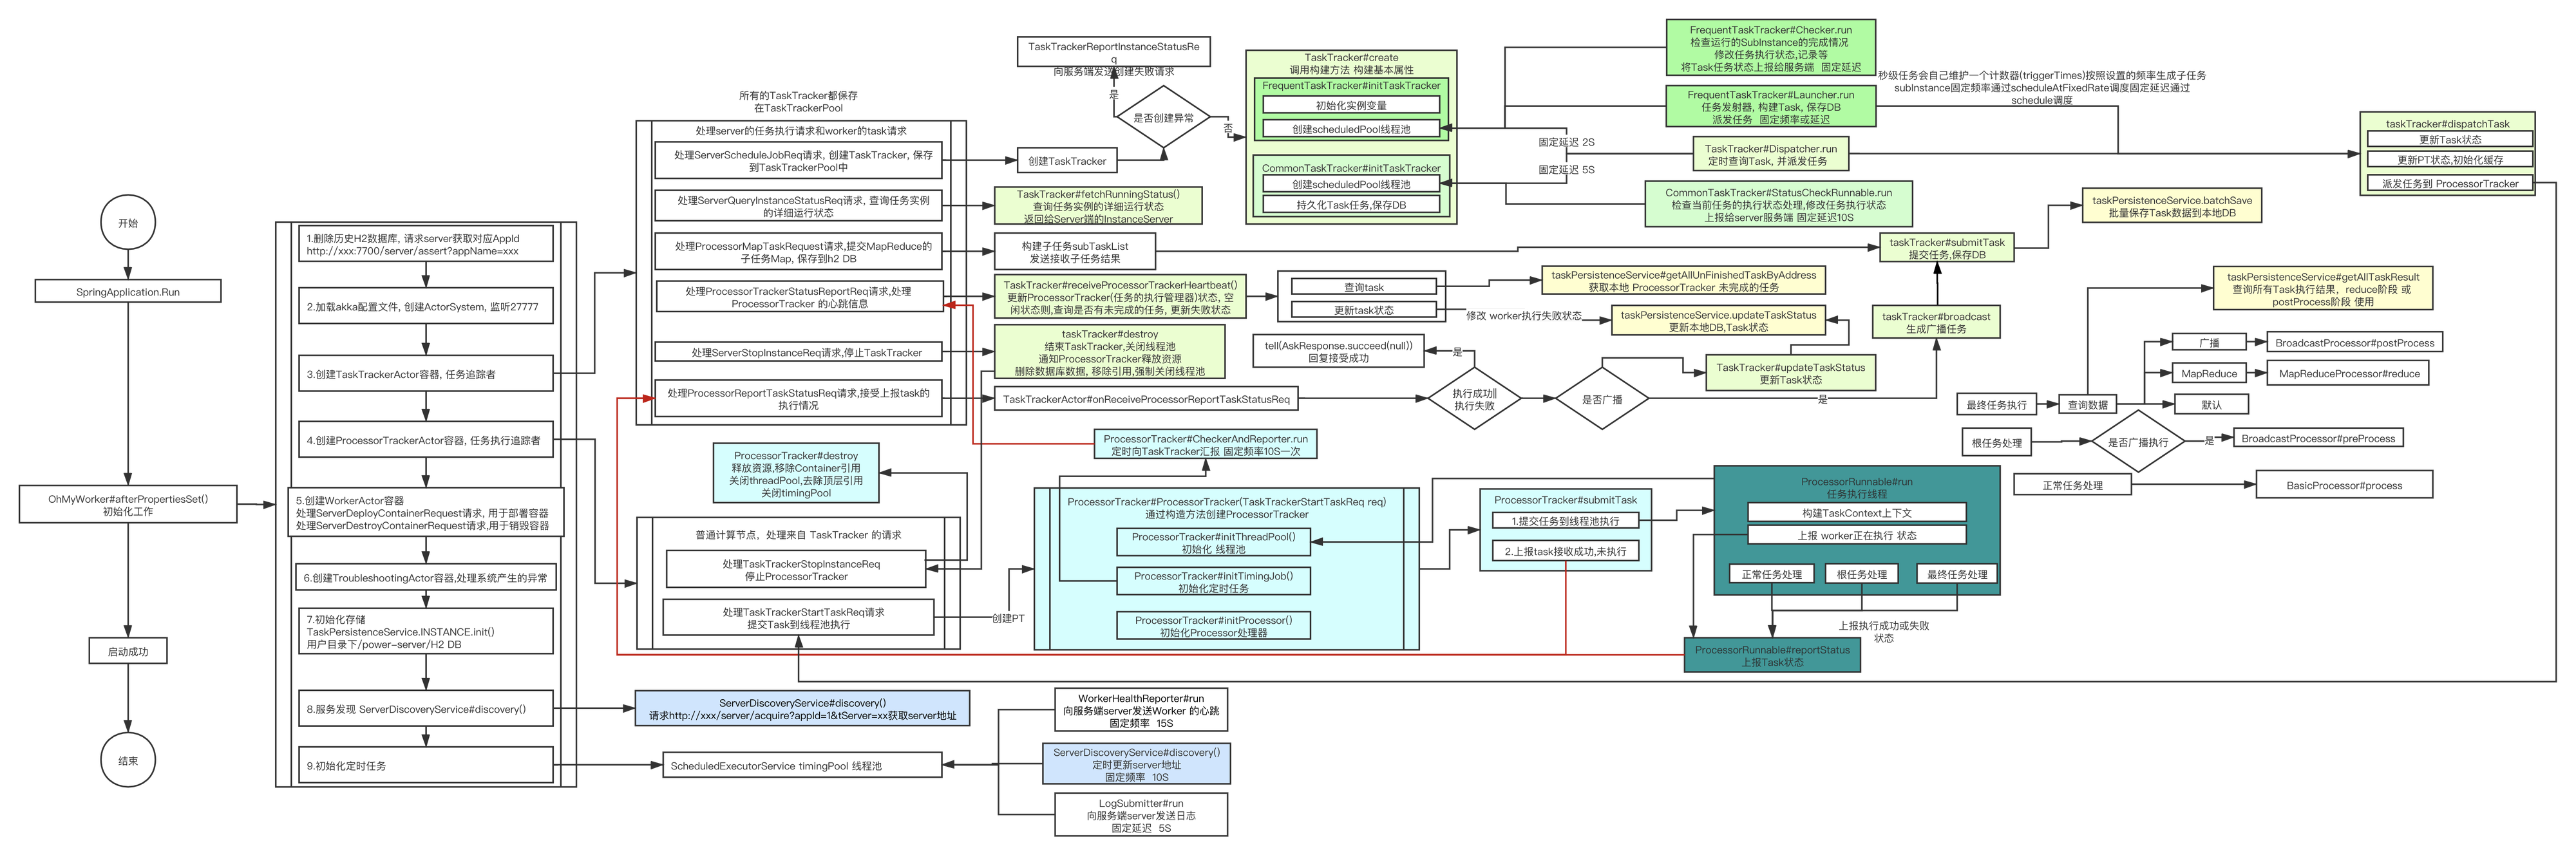 开始
SpringApplication.Run
OhMyWorker#afterPropertiesSet()
初始化工作
启动成功
结束
1.删除历史H2数据库, 请求server获取对应AppId
http://xxx:7700/server/assert?appName=xxx
2.加载akka配置文件, 创建ActorSystem, 监听27777
3.创建TaskTrackerActor容器, 任务追踪者
4.创建ProcessorTrackerActor容器, 任务执行追踪者
5.创建WorkerActor容器
处理ServerDeployContainerRequest请求, 用于部署容器
处理ServerDestroyContainerRequest请求,用于销毁容器
6.创建TroubleshootingActor容器,处理系统产生的异常
7.初始化存储
TaskPersistenceService.INSTANCE.init()
用户目录下/power-server/H2 DB
8.服务发现 ServerDiscoveryService#discovery()
9.初始化定时任务
所有的TaskTracker都保存
在TaskTrackerPool
处理server的任务执行请求和worker的task请求
处理ServerScheduleJobReq请求, 创建TaskTracker, 保存
到TaskTrackerPool中
处理ServerQueryInstanceStatusReq请求, 查询任务实例
的详细运行状态
处理ProcessorMapTaskRequest请求,提交MapReduce的
子任务Map, 保存到h2 DB
处理ProcessorTrackerStatusReportReq请求,处理
ProcessorTracker 的心跳信息
处理ServerStopInstanceReq请求,停止TaskTracker
处理ProcessorReportTaskStatusReq请求,接受上报task的
执行情况
TaskTrackerReportInstanceStatusRe
q
向服务端发送创建失败请求
是
是否创建异常
否
创建TaskTracker
TaskTracker#fetchRunningStatus()
查询任务实例的详细运行状态
返回给Server端的InstanceServer
构建子任务subTaskList
发送接收子任务结果
TaskTracker#receiveProcessorTrackerHeartbeat()
更新ProcessorTracker(任务的执行管理器)状态, 空
闲状态则,查询是否有未完成的任务, 更新失败状态
taskTracker#destroy
结束TaskTracker,关闭线程池
通知ProcessorTracker释放资源
删除数据库数据, 移除引用,强制关闭线程池
TaskTrackerActor#onReceiveProcessorReportTaskStatusReq
TaskTracker#create
调用构建方法 构建基本属性
FrequentTaskTracker#initTaskTracker
初始化实例变量
创建scheduledPool线程池
CommonTaskTracker#initTaskTracker
创建scheduledPool线程池
持久化Task任务,保存DB
固定延迟 2S
固定延迟 5S
FrequentTaskTracker#Checker.run
检查运行的SubInstance的完成情况
修改任务执行状态,记录等
将Task任务状态上报给服务端 固定延迟
FrequentTaskTracker#Launcher.run
任务发射器, 构建Task, 保存DB
派发任务 固定频率或延迟
秒级任务会自己维护一个计数器(triggerTimes)按照设置的频率生成子任务
subInstance固定频率通过scheduleAtFixedRate调度固定延迟通过
schedule调度
TaskTracker#Dispatcher.run
定时查询Task, 并派发任务
CommonTaskTracker#StatusCheckRunnable.run
检查当前任务的执行状态处理,修改任务执行状态
上报给server服务端 固定延迟10S
taskTracker#dispatchTask
更新Task状态
更新PT状态,初始化缓存
派发任务到 ProcessorTracker
taskPersistenceService.batchSave
批量保存Task数据到本地DB
taskTracker#submitTask
提交任务,保存DB
查询task
更新task状态
taskPersistenceService#getAllUnFinishedTaskByAddress
获取本地 ProcessorTracker 未完成的任务
修改 worker执行失败状态
taskPersistenceService.updateTaskStatus
更新本地DB,Task状态
taskTracker#broadcast
生成广播任务
tell(AskResponse.succeed(null))
回复接受成功
是
执行成功||
执行失败
是否广播
TaskTracker#updateTaskStatus
更新Task状态
是
taskPersistenceService#getAllTaskResult
查询所有Task执行结果，reduce阶段 或
postProcess阶段 使用
最终任务执行
查询数据
广播
BroadcastProcessor#postProcess
MapReduce
MapReduceProcessor#reduce
默认
根任务处理
是否广播执行
是
BroadcastProcessor#preProcess
正常任务处理
BasicProcessor#process
ProcessorTracker#destroy
释放资源,移除Container引用
关闭threadPool,去除顶层引用
关闭timingPool
普通计算节点，处理来自 TaskTracker 的请求
处理TaskTrackerStopInstanceReq
停止ProcessorTracker
处理TaskTrackerStartTaskReq请求
提交Task到线程池执行
创建PT
ProcessorTracker#CheckerAndReporter.run
定时向TaskTracker汇报 固定频率10S一次
ProcessorTracker#ProcessorTracker(TaskTrackerStartTaskReq req)
通过构造方法创建ProcessorTracker
ProcessorTracker#initThreadPool()
初始化 线程池
ProcessorTracker#initTimingJob()
初始化定时任务
ProcessorTracker#initProcessor()
初始化Processor处理器
ProcessorTracker#submitTask
1.提交任务到线程池执行
2.上报task接收成功,未执行
ProcessorRunnable#run
任务执行线程
构建TaskContext上下文
上报 worker正在执行 状态
正常任务处理
根任务处理
最终任务处理
上报执行成功或失败
状态
ProcessorRunnable#reportStatus
上报Task状态
ServerDiscoveryService#discovery()
请求http://xxx/server/acquire?appId=1&tServer=xx获取server地址
ScheduledExecutorService timingPool 线程池
WorkerHealthReporter#run
向服务端server发送Worker 的心跳
固定频率 15S
ServerDiscoveryService#discovery()
定时更新server地址
固定频率 10S
LogSubmitter#run
向服务端server发送日志
固定延迟 5S